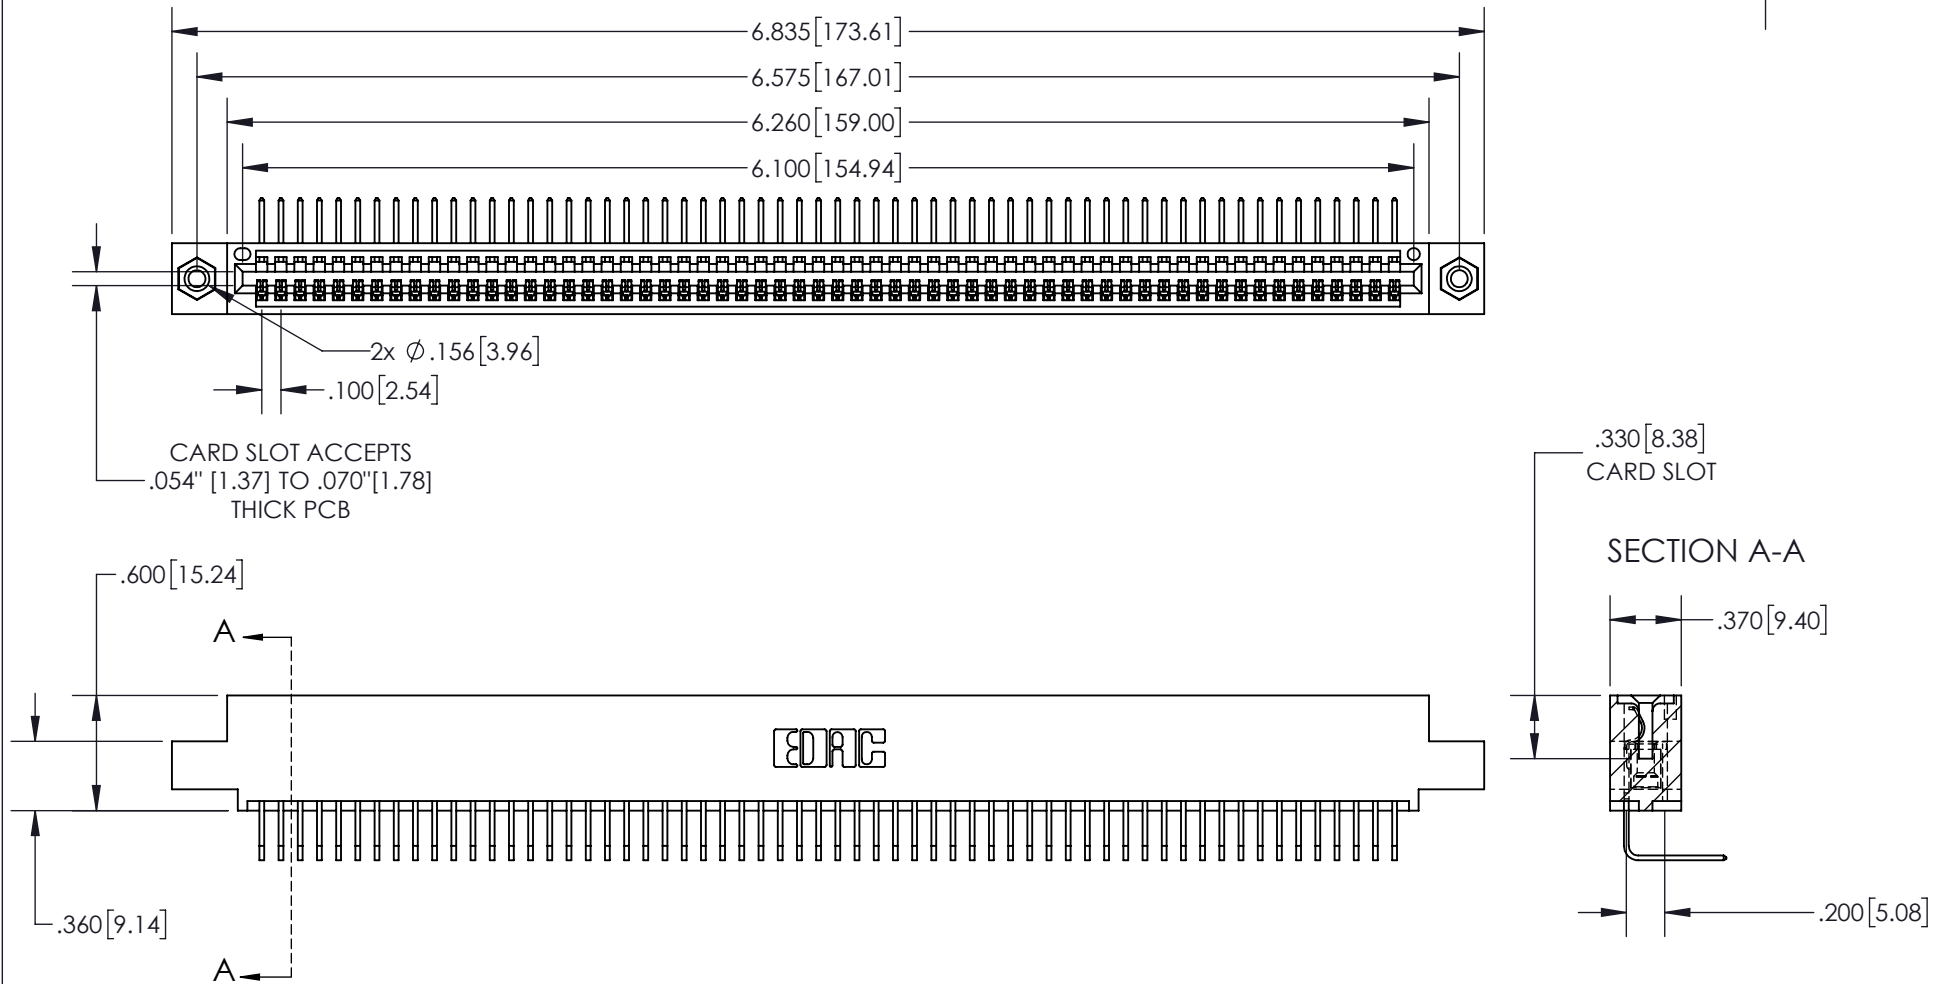 6.835[173.61]
6.575[167.01]
6.260[159.00]
6.100[154.94]
2x Ø.156[3.96]
.100[2.54]
CARD SLOT ACCEPTS
.054" [1.37] TO .070"[1.78]
THICK PCB
.330[8.38]
CARD SLOT
SECTION A-A
.600[15.24]
.370[9.40]
A
EDAC
.360[9.14]
.200[5.08]
A